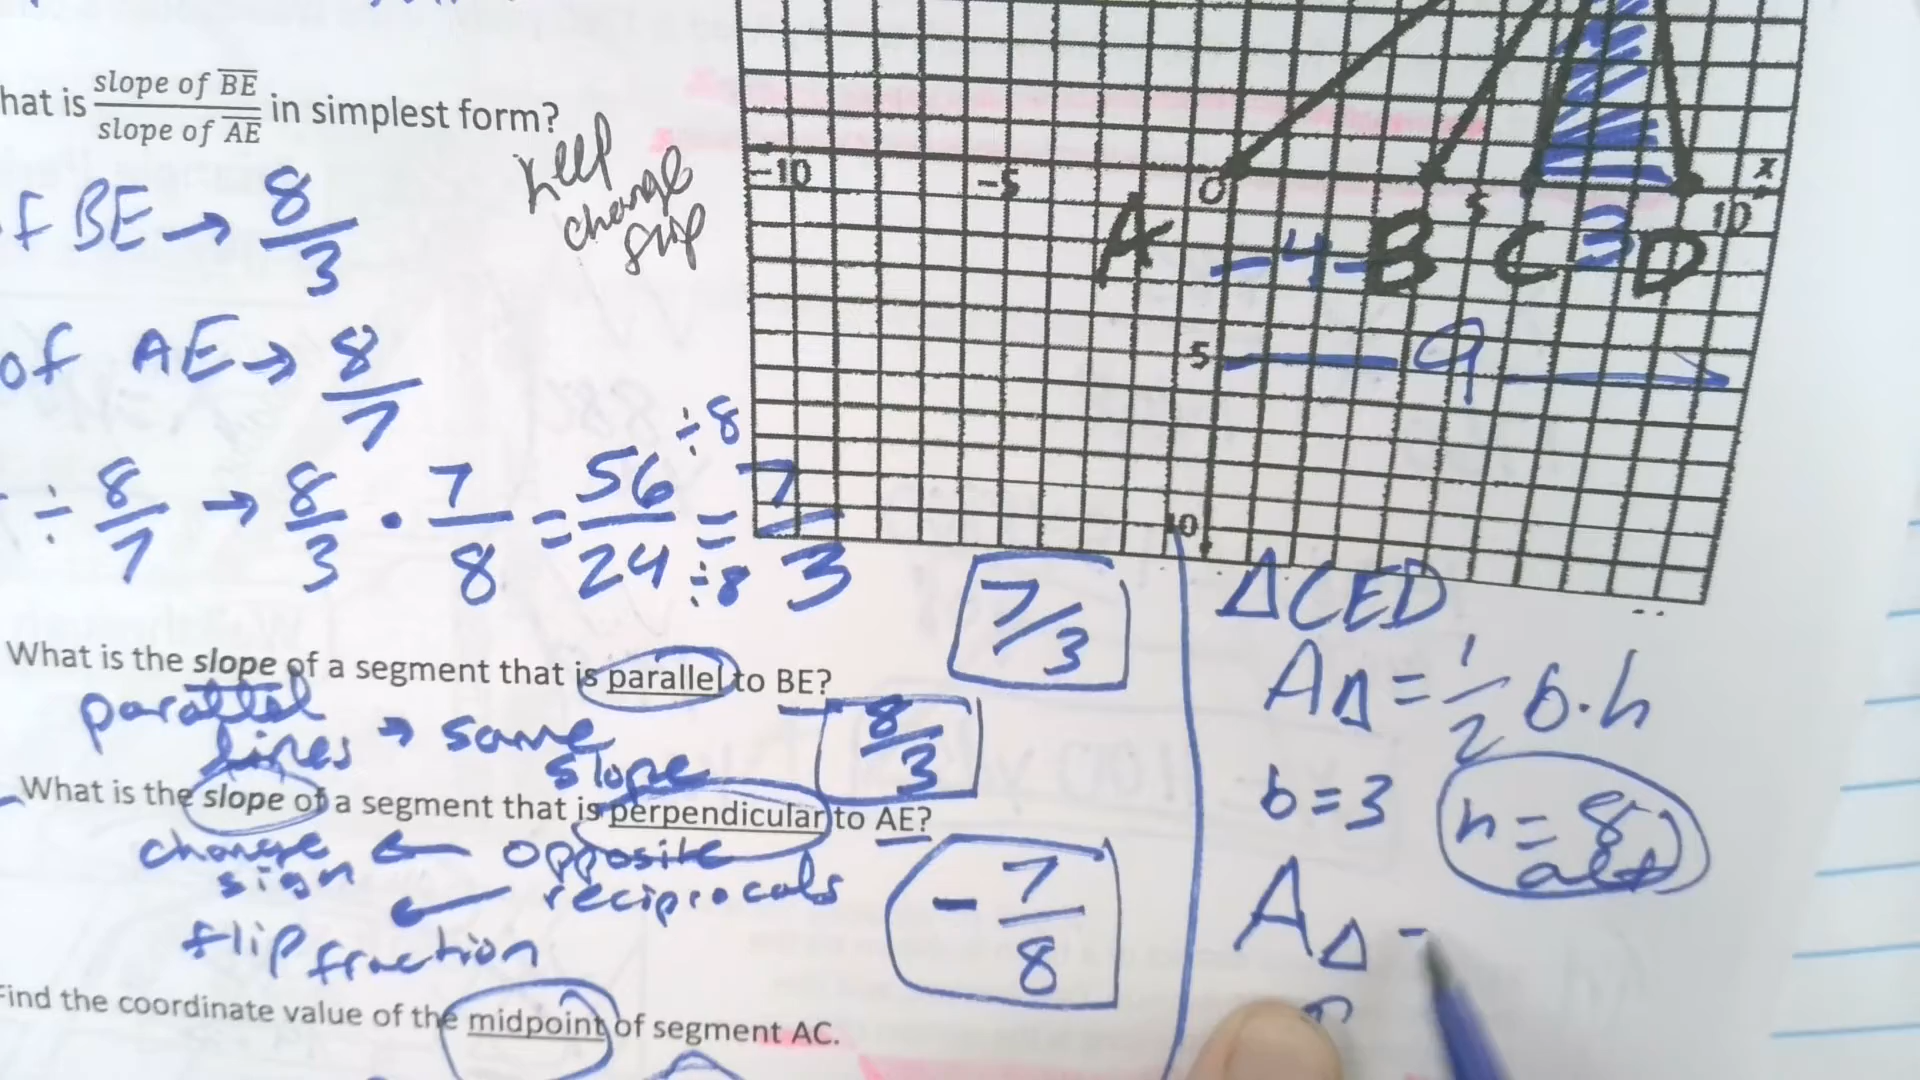 hat is slope of BE / slope of AE in simplest form?
Keep
change
flip
f BE → 8/3
of AE → 8/7
÷ 8/7 → 8/3 · 7/8 = 56/24 = 7/3
÷8
÷8
7/3
What is the slope of a segment that is parallel to BE?
parallel
lines → same
slope
8/3
What is the slope of a segment that is perpendicular to AE?
change ← opposite
sign
reciprocals
flip fraction
- 7/8
Find the coordinate value of the midpoint of segment AC.
-10 -5 0 5 10 x
A -4- B C 3 D
5 9
10
Δ CED
AΔ = 1/2 b·h
b = 3 h = 8
alt
AΔ -